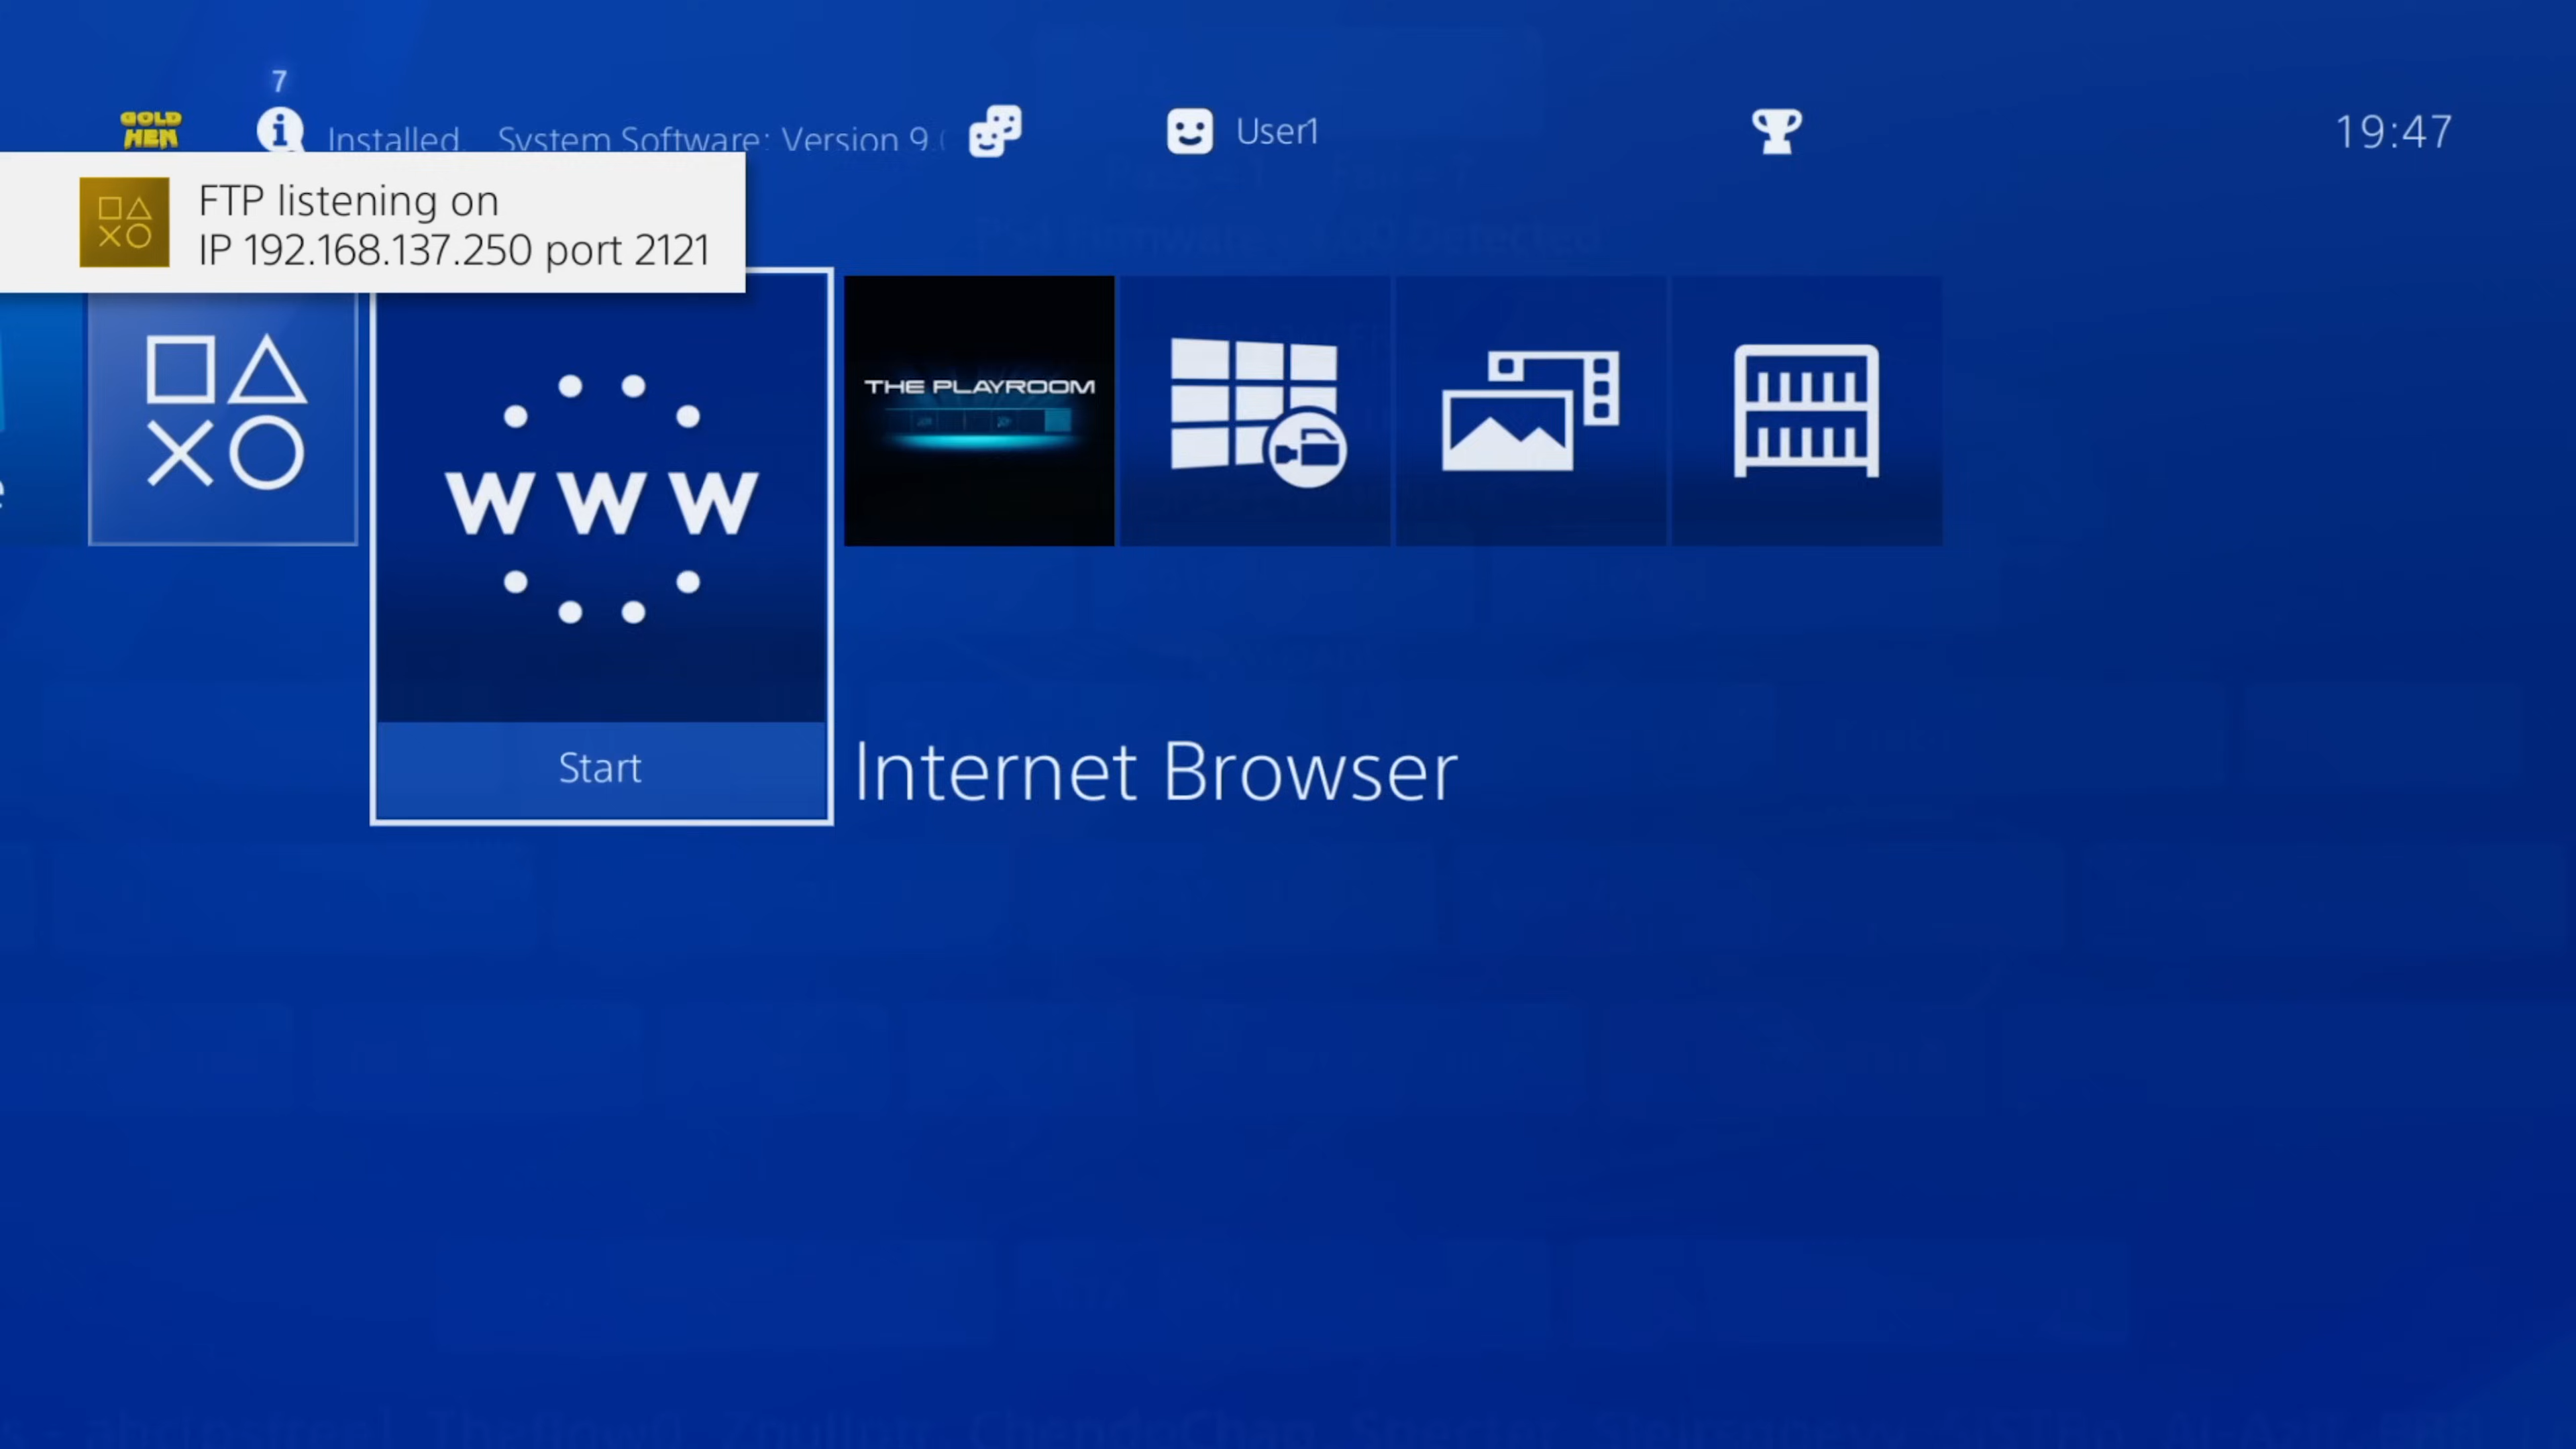 7
GOLD
HEN
Installed. System Software: Version 9.
User1
19:47
FTP listening on
IP 192.168.137.250 port 2121
THE PLAYROOM
WWW
Start
Internet Browser